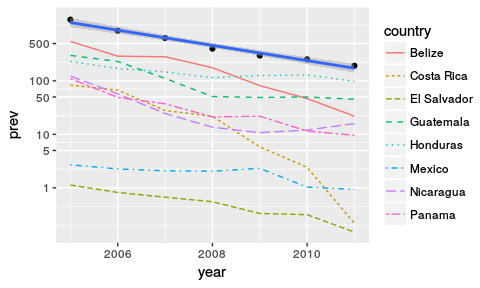 prev
500
100
50
10
5
1
2006
2008
2010
year
country
Belize
Costa Rica
El Salvador
Guatemala
Honduras
Mexico
Nicaragua
Panama